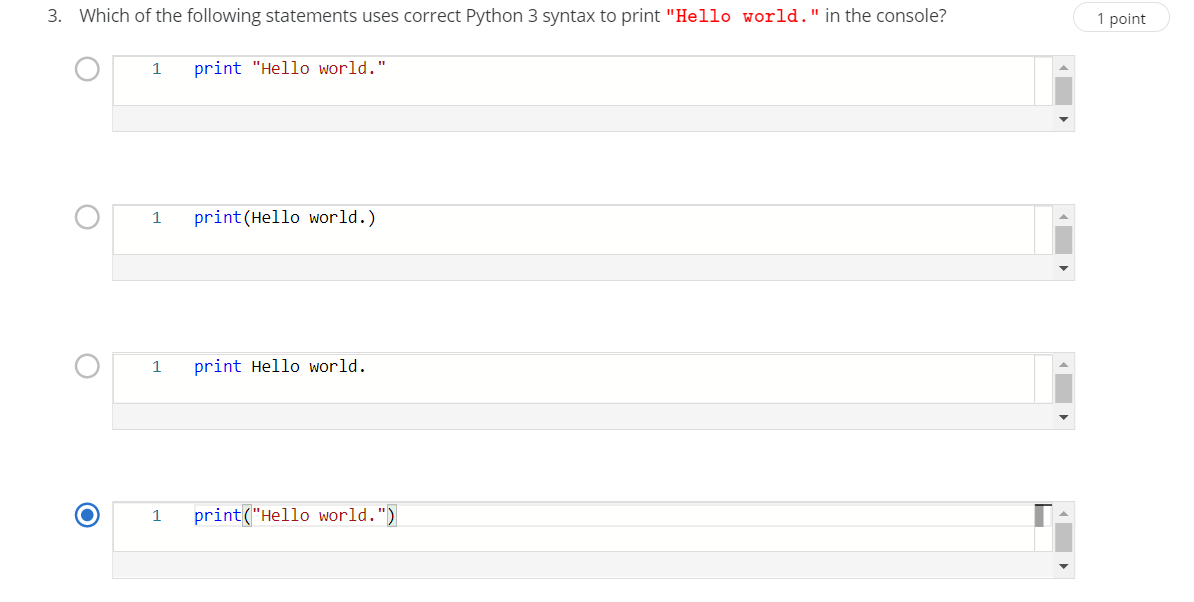 3. Which of the following statements uses correct Python 3 syntax to print "Hello world." in the console?
1 point
1 print "Hello world."
1 print(Hello world.)
1 print Hello world.
1 print("Hello world.")